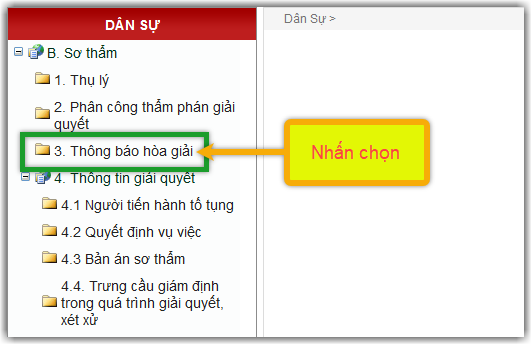 DÂN SỰ
Dân Sự >
B. Sơ thẩm
1. Thụ lý
2. Phân công thẩm phán giải
quyết
3. Thông báo hòa giải
Nhấn chọn
4. Thông tin giải quyết
4.1 Người tiến hành tố tụng
4.2 Quyết định vụ việc
4.3 Bản án sơ thẩm
4.4. Trưng cầu giám định
trong quá trình giải quyết,
xét xử